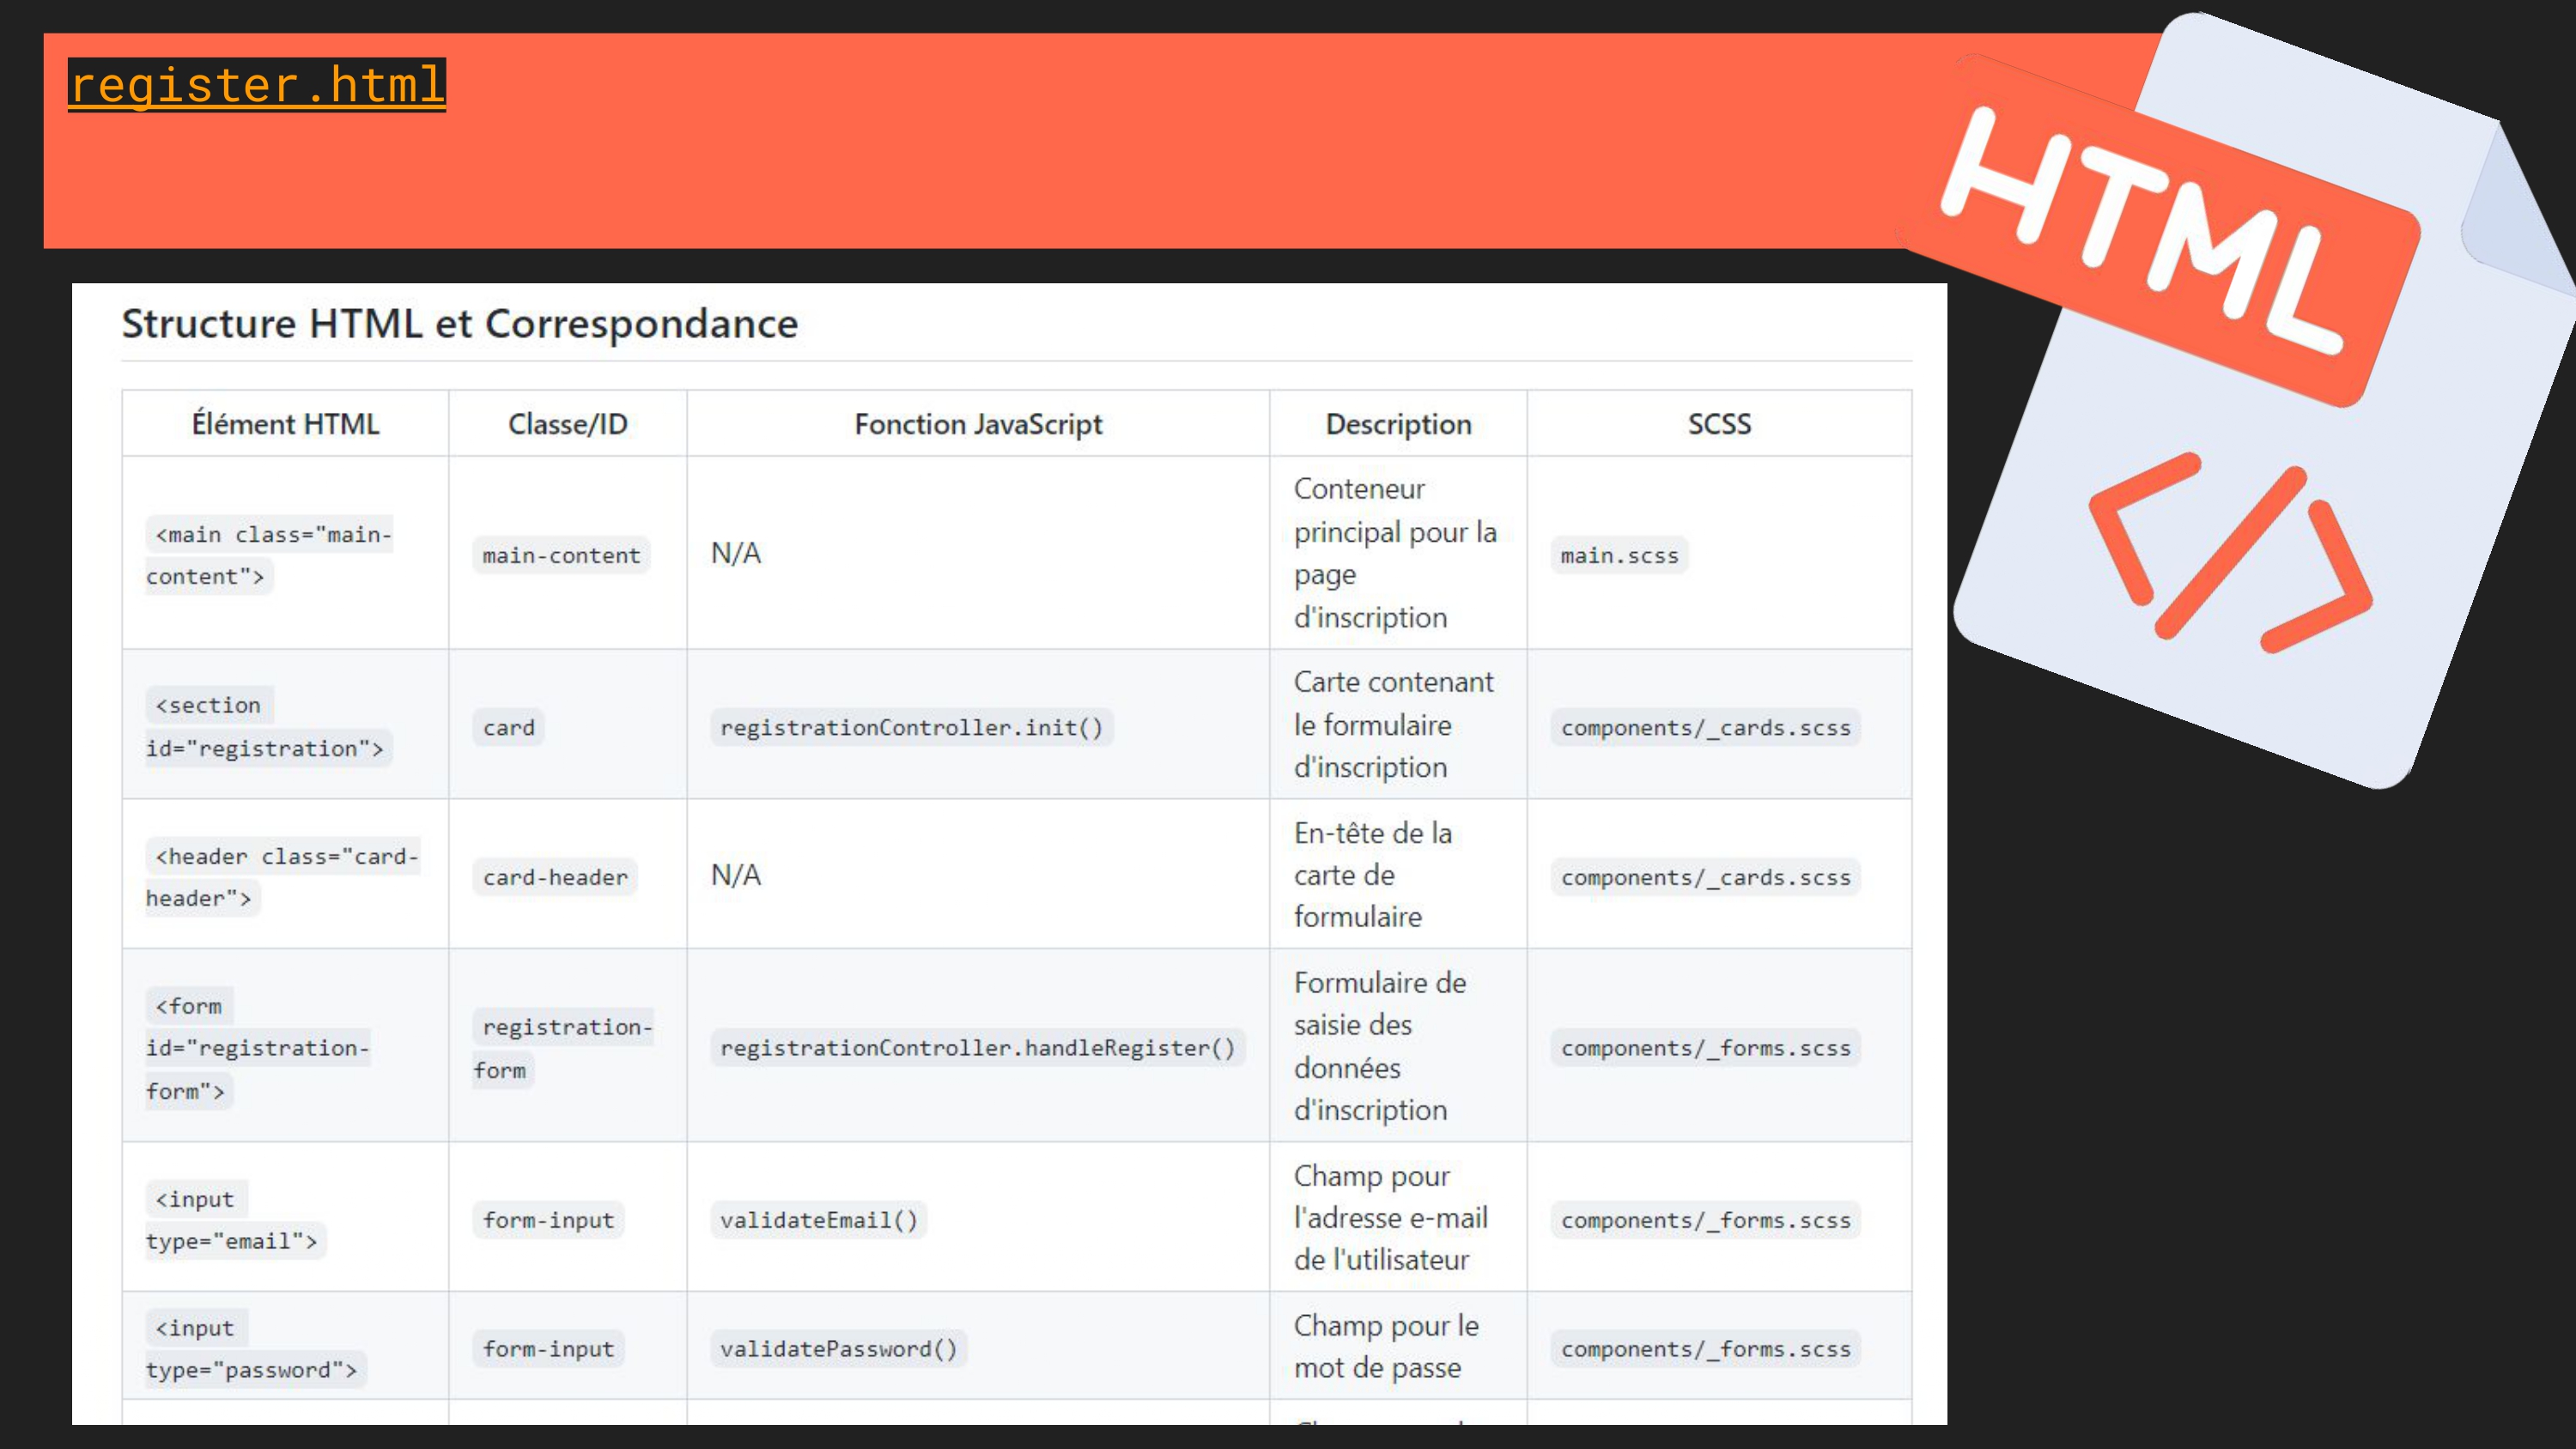 register.html
HTML
</>
Structure HTML et Correspondance
Élément HTML
Classe/ID
Fonction JavaScript
Description
SCSS
<main class="main-
content">
main-content
N/A
Conteneur
principal pour la
page
d'inscription
main.scss
<section
id="registration">
card
registrationController.init()
Carte contenant
le formulaire
d'inscription
components/_cards.scss
<header class="card-
header">
card-header
N/A
En-tête de la
carte de
formulaire
components/_cards.scss
<form
id="registration-
form">
registration-
form
registrationController.handleRegister()
Formulaire de
saisie des
données
d'inscription
components/_forms.scss
<input
type="email">
form-input
validateEmail()
Champ pour
l'adresse e-mail
de l'utilisateur
components/_forms.scss
<input
type="password">
form-input
validatePassword()
Champ pour le
mot de passe
components/_forms.scss